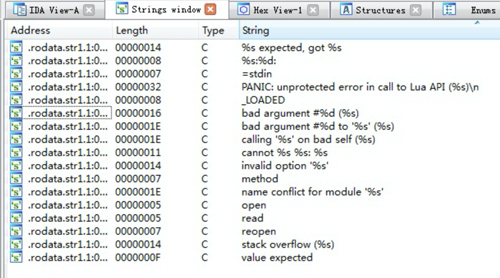 IDA View-A Strings window Hex View-1 Structures Enums
Address Length Type String
.rodata.str1.1:0... 00000014 C %s expected, got %s
.rodata.str1.1:0... 00000008 C %s:%d:
.rodata.str1.1:0... 00000007 C =stdin
.rodata.str1.1:0... 00000032 C PANIC: unprotected error in call to Lua API (%s)\n
.rodata.str1.1:0... 00000008 C _LOADED
.rodata.str1.1:0... 00000016 C bad argument #%d (%s)
.rodata.str1.1:0... 0000001E C bad argument #%d to '%s' (%s)
.rodata.str1.1:0... 0000001E C calling '%s' on bad self (%s)
.rodata.str1.1:0... 00000011 C cannot %s %s: %s
.rodata.str1.1:0... 00000014 C invalid option '%s'
.rodata.str1.1:0... 00000007 C method
.rodata.str1.1:0... 0000001E C name conflict for module '%s'
.rodata.str1.1:0... 00000005 C open
.rodata.str1.1:0... 00000005 C read
.rodata.str1.1:0... 00000007 C reopen
.rodata.str1.1:0... 00000014 C stack overflow (%s)
.rodata.str1.1:0... 0000000F C value expected